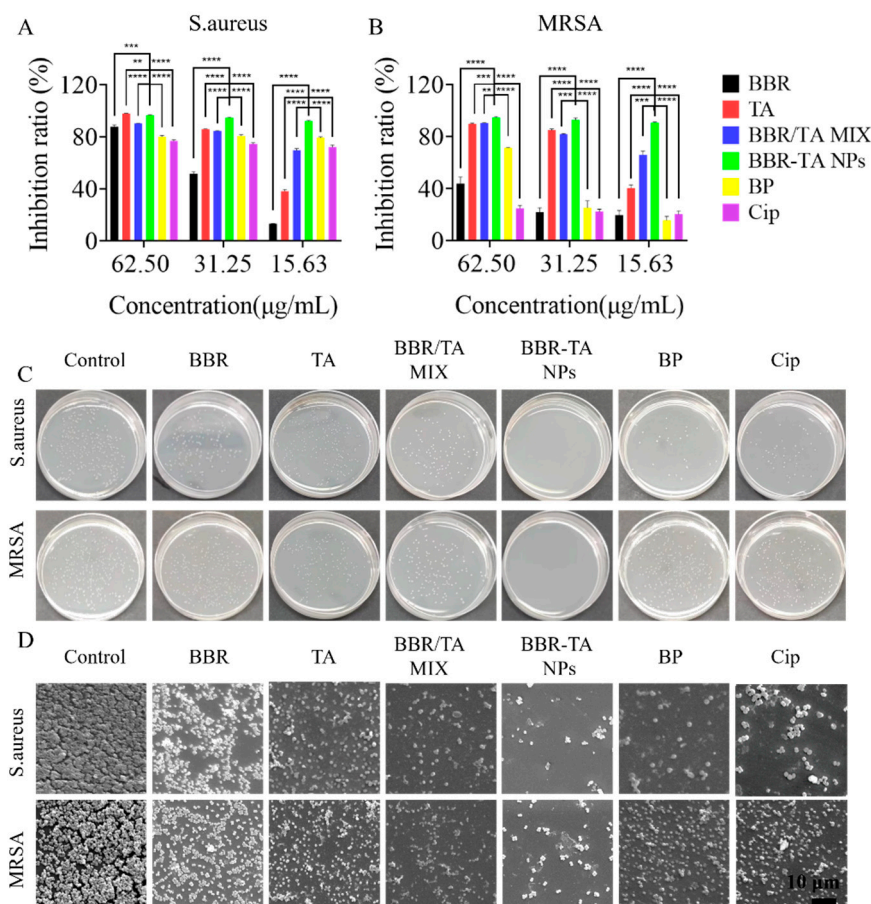 A
S.aureus
Inhibition ratio (%)
120
80
40
0
*** 
** ****
**** ****
****
**** ****
**** ****
****
****
**** ****
62.50 31.25 15.63
Concentration(μg/mL)
B
MRSA
Inhibition ratio (%)
120
80
40
0
****
*** ****
** ****
****
**** ****
*** ****
****
**** ****
*** ****
62.50 31.25 15.63
Concentration(μg/mL)
BBR
TA
BBR/TA MIX
BBR-TA NPs
BP
Cip
C
Control BBR TA BBR/TA MIX BBR-TA NPs BP Cip
S.aureus
MRSA
D
Control BBR TA BBR/TA MIX BBR-TA NPs BP Cip
S.aureus
MRSA
10 μm